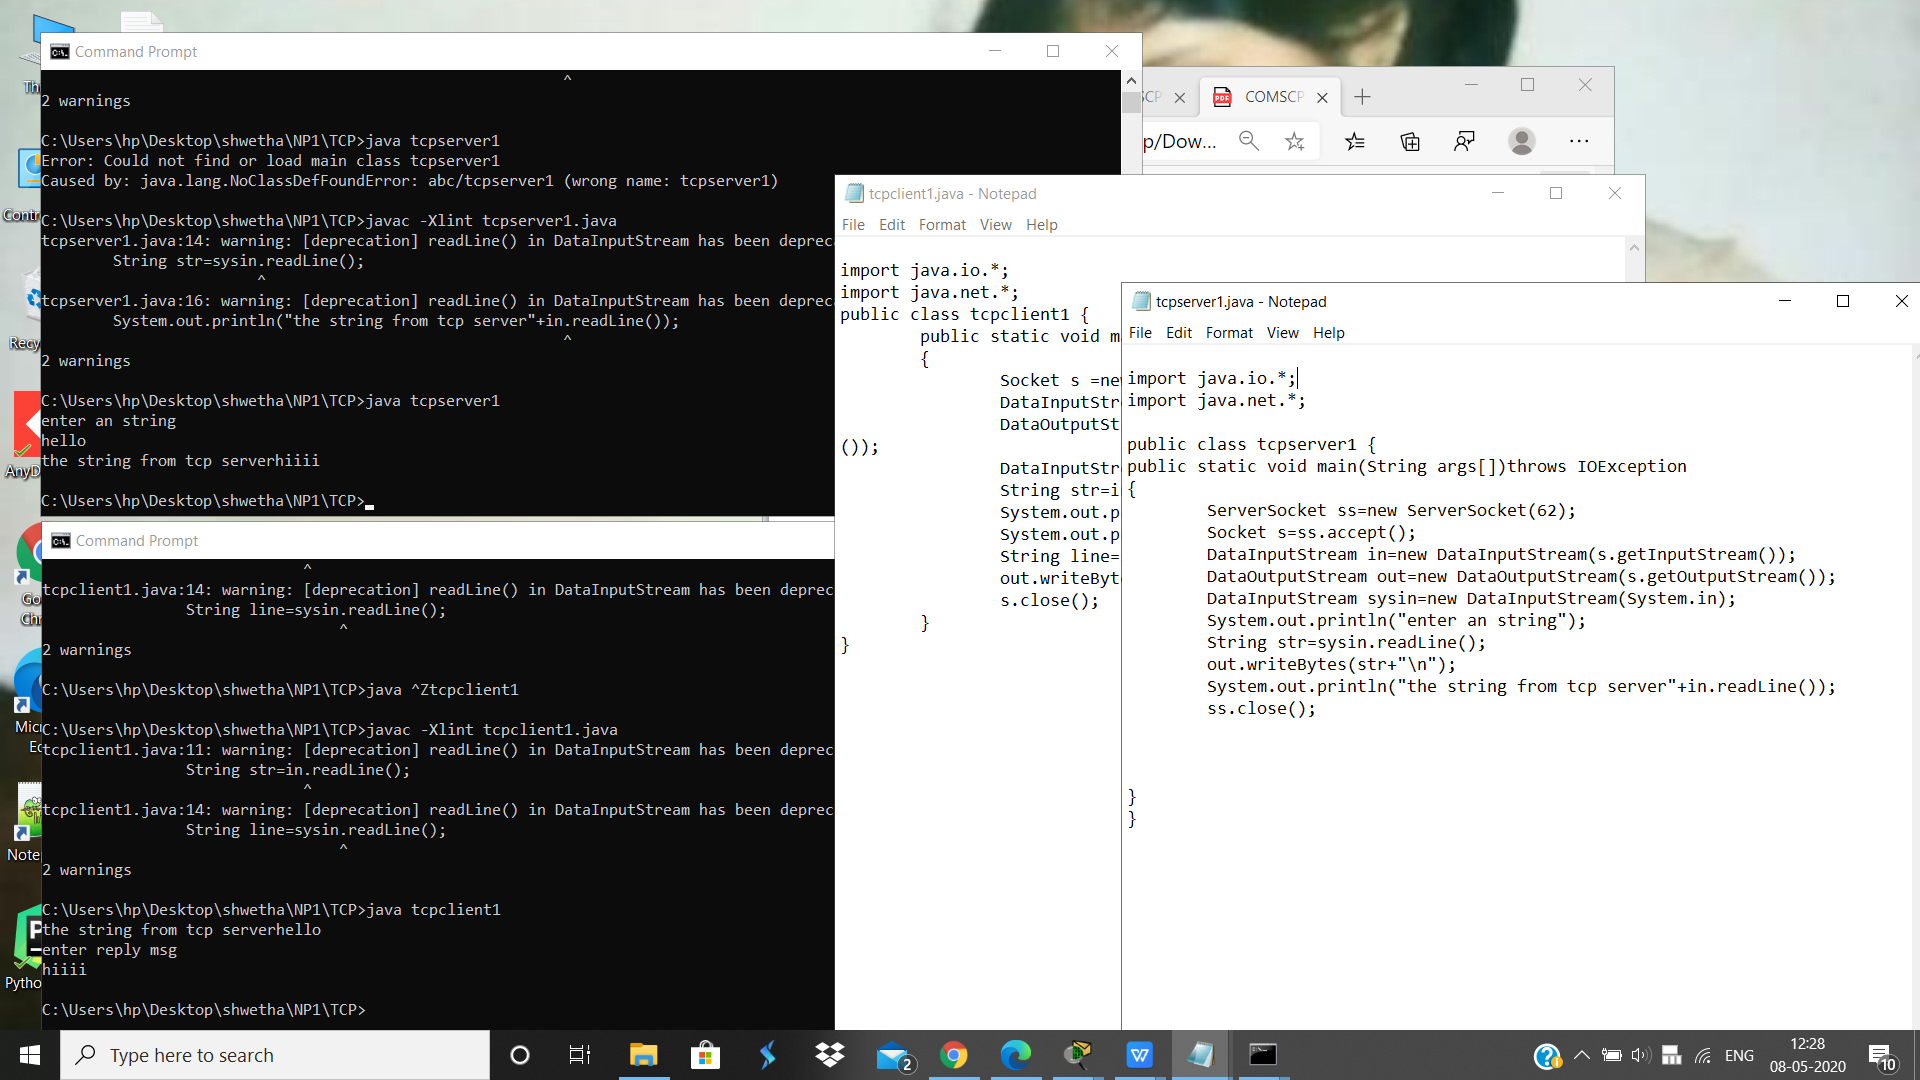 Command Prompt
^
2 warnings
C:\Users\hp\Desktop\shwetha\NP1\TCP>java tcpserver1
Error: Could not find or load main class tcpserver1
Caused by: java.lang.NoClassDefFoundError: abc/tcpserver1 (wrong name: tcpserver1)
C:\Users\hp\Desktop\shwetha\NP1\TCP>javac -Xlint tcpserver1.java
tcpserver1.java:14: warning: [deprecation] readLine() in DataInputStream has been depreca
String str=sysin.readLine();
^
tcpserver1.java:16: warning: [deprecation] readLine() in DataInputStream has been depreca
System.out.println("the string from tcp server"+in.readLine());
^
2 warnings
C:\Users\hp\Desktop\shwetha\NP1\TCP>java tcpserver1
enter an string
hello
the string from tcp serverhiiii
C:\Users\hp\Desktop\shwetha\NP1\TCP>
Command Prompt
^
tcpclient1.java:14: warning: [deprecation] readLine() in DataInputStream has been deprec
String line=sysin.readLine();
^
2 warnings
C:\Users\hp\Desktop\shwetha\NP1\TCP>java ^Ztcpclient1
C:\Users\hp\Desktop\shwetha\NP1\TCP>javac -Xlint tcpclient1.java
tcpclient1.java:11: warning: [deprecation] readLine() in DataInputStream has been deprec
String str=in.readLine();
^
tcpclient1.java:14: warning: [deprecation] readLine() in DataInputStream has been deprec
String line=sysin.readLine();
^
2 warnings
C:\Users\hp\Desktop\shwetha\NP1\TCP>java tcpclient1
the string from tcp serverhello
enter reply msg
hiiii
C:\Users\hp\Desktop\shwetha\NP1\TCP>
SCP COMSCP
p/Dow...
tcpclient1.java - Notepad
File Edit Format View Help
import java.io.*;
import java.net.*;
public class tcpclient1 {
public static void m
{
Socket s =new
DataInputStre
DataOutputSt
());
DataInputStre
String str=i
System.out.p
System.out.p
String line=
out.writeByt
s.close();
}
}
tcpserver1.java - Notepad
File Edit Format View Help
import java.io.*;
import java.net.*;
public class tcpserver1 {
public static void main(String args[])throws IOException
{
ServerSocket ss=new ServerSocket(62);
Socket s=ss.accept();
DataInputStream in=new DataInputStream(s.getInputStream());
DataOutputStream out=new DataOutputStream(s.getOutputStream());
DataInputStream sysin=new DataInputStream(System.in);
System.out.println("enter an string");
String str=sysin.readLine();
out.writeBytes(str+"\n");
System.out.println("the string from tcp server"+in.readLine());
ss.close();
}
}
Th
Contr
Recy
AnyD
Go
Chr
Micr
Ed
Note
Pytho
Type here to search
2
ENG
12:28
08-05-2020
10